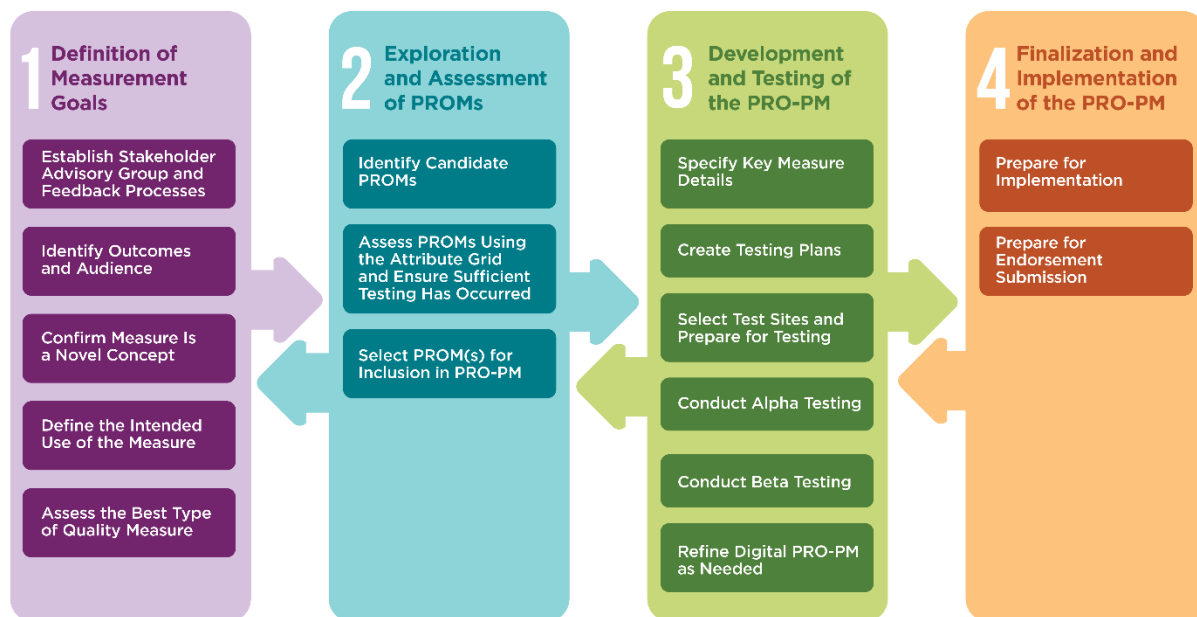 1
Definition of
Measurement
Goals
Establish Stakeholder
Advisory Group and
Feedback Processes
Identify Outcomes
and Audience
Confirm Measure Is
a Novel Concept
Define the Intended
Use of the Measure
Assess the Best Type
of Quality Measure
2
Exploration
and Assessment
of PROMs
Identify Candidate
PROMs
Assess PROMs Using
the Attribute Grid
and Ensure Sufficient
Testing Has Occurred
Select PROM(s) for
Inclusion in PRO-PM
3
Development
and Testing of
the PRO-PM
Specify Key Measure
Details
Create Testing Plans
Select Test Sites and
Prepare for Testing
Conduct Alpha Testing
Conduct Beta Testing
Refine Digital PRO-PM
as Needed
4
Finalization and
Implementation
of the PRO-PM
Prepare for
Implementation
Prepare for
Endorsement
Submission